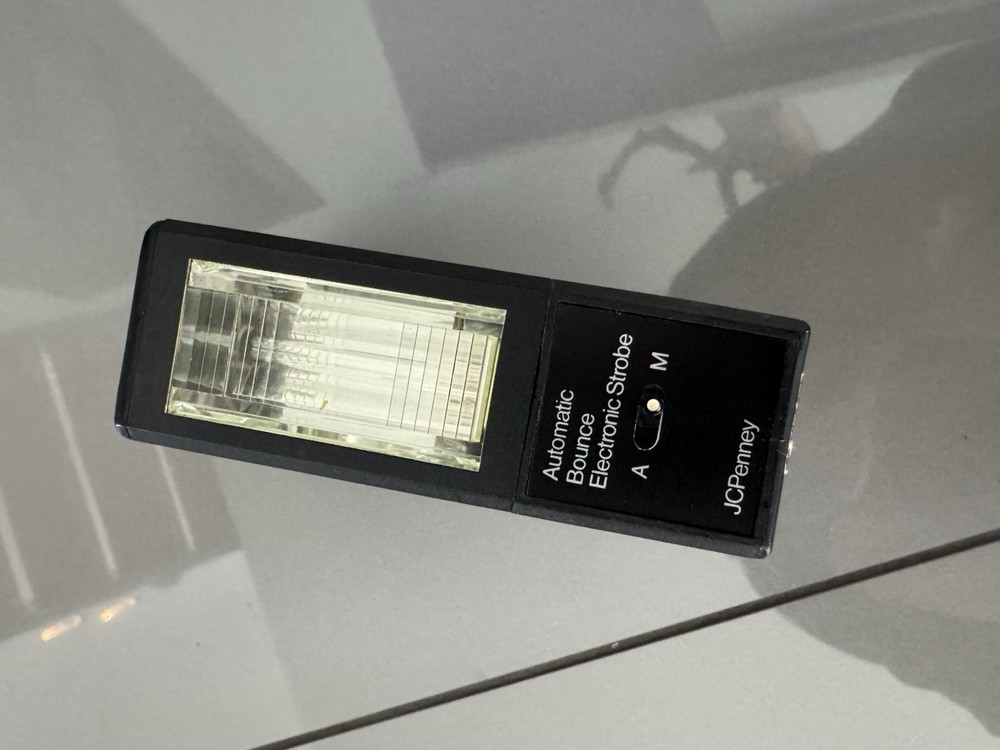 Automatic
Bounce
Electronic Strobe
A M
JCPenney